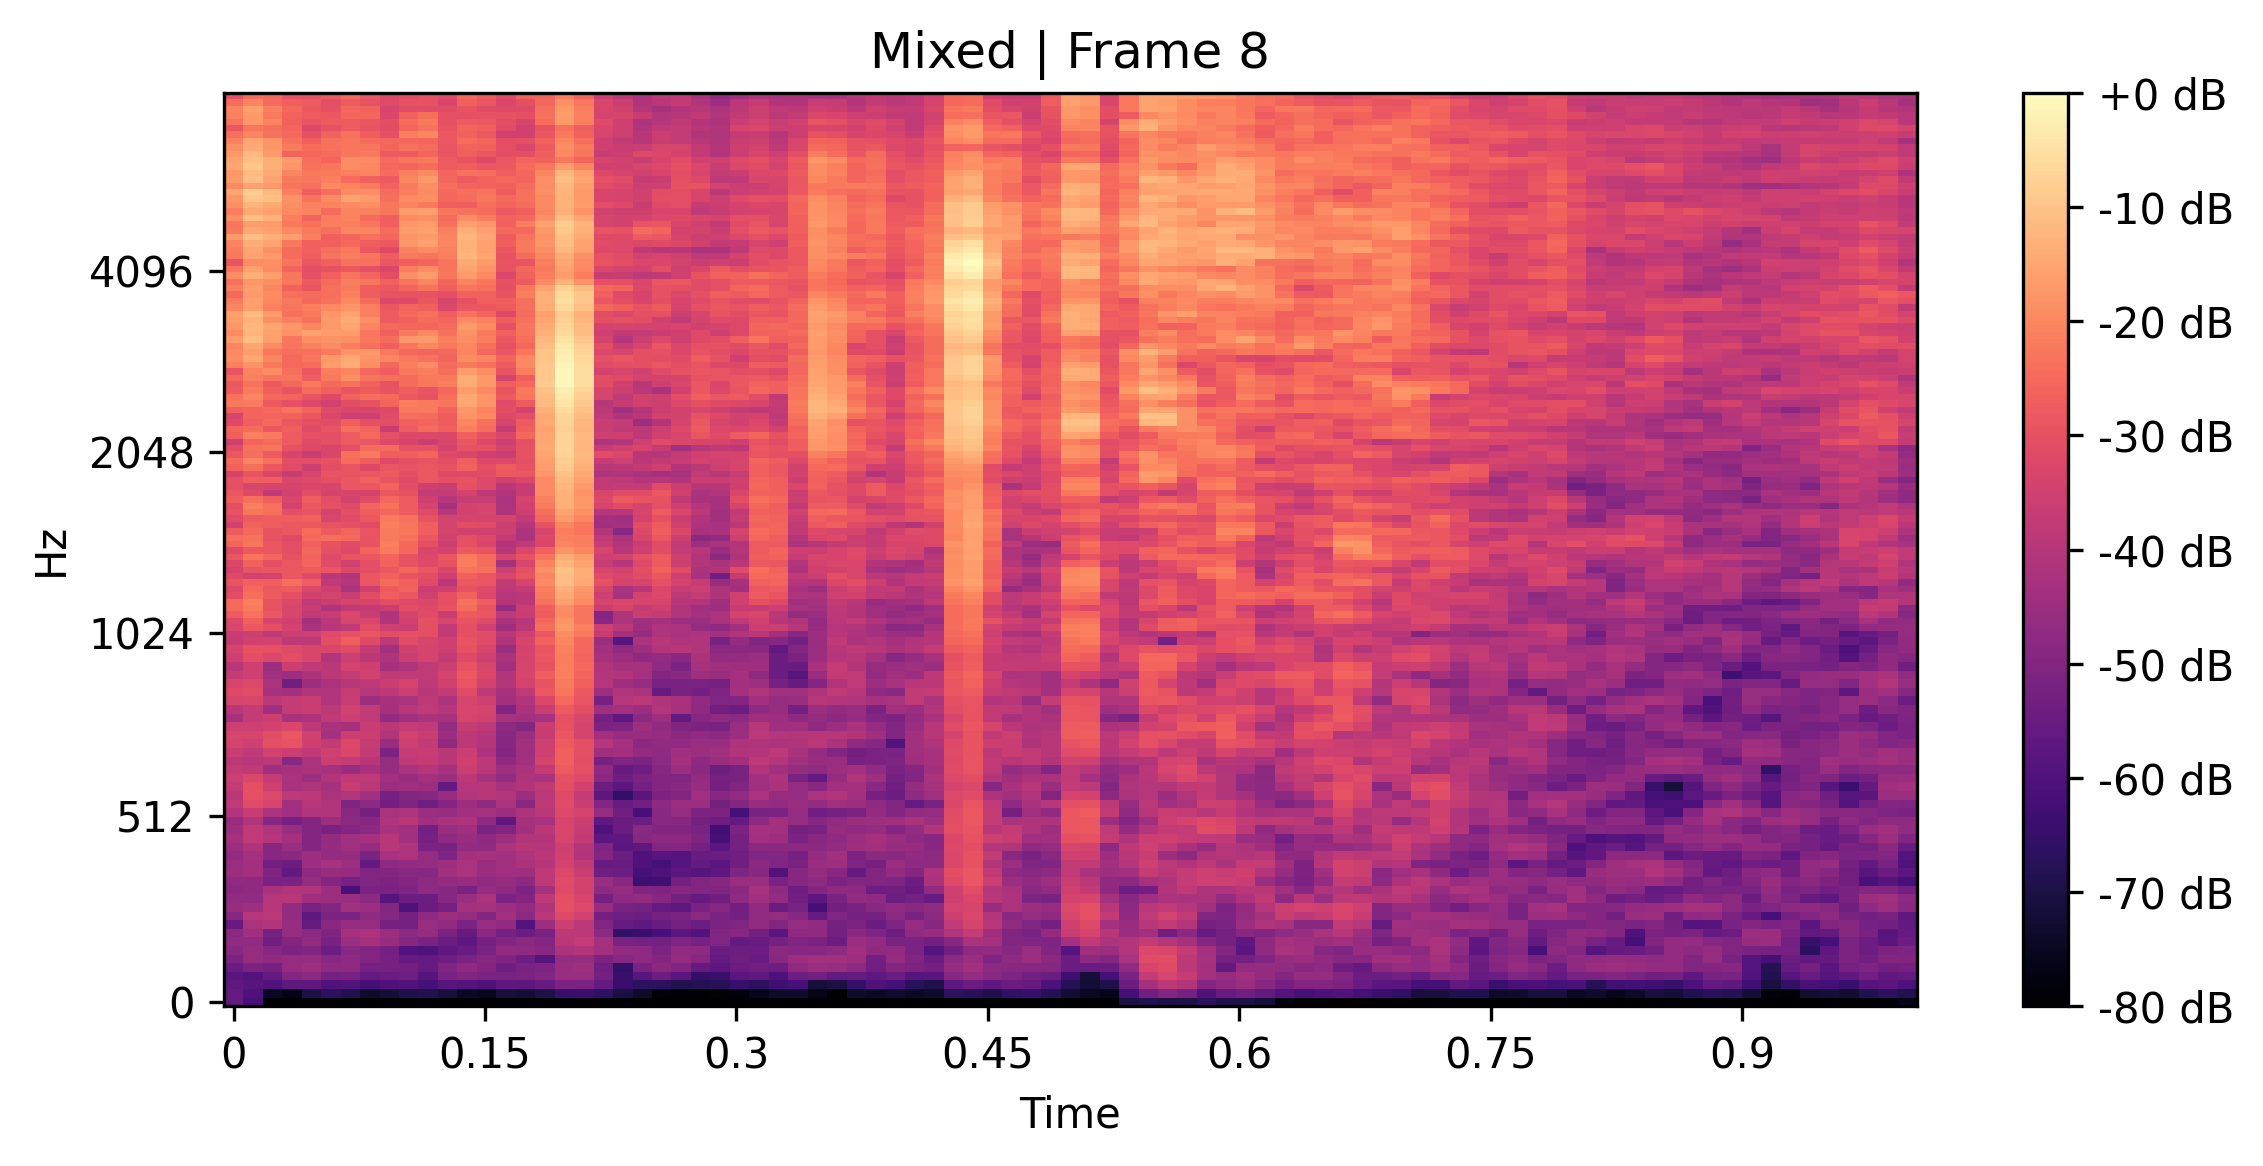 Mixed | Frame 8
+0 dB
-10 dB
-20 dB
-30 dB
-40 dB
-50 dB
-60 dB
-70 dB
-80 dB
Hz
4096
2048
1024
512
0
0 0.15 0.3 0.45 0.6 0.75 0.9
Time